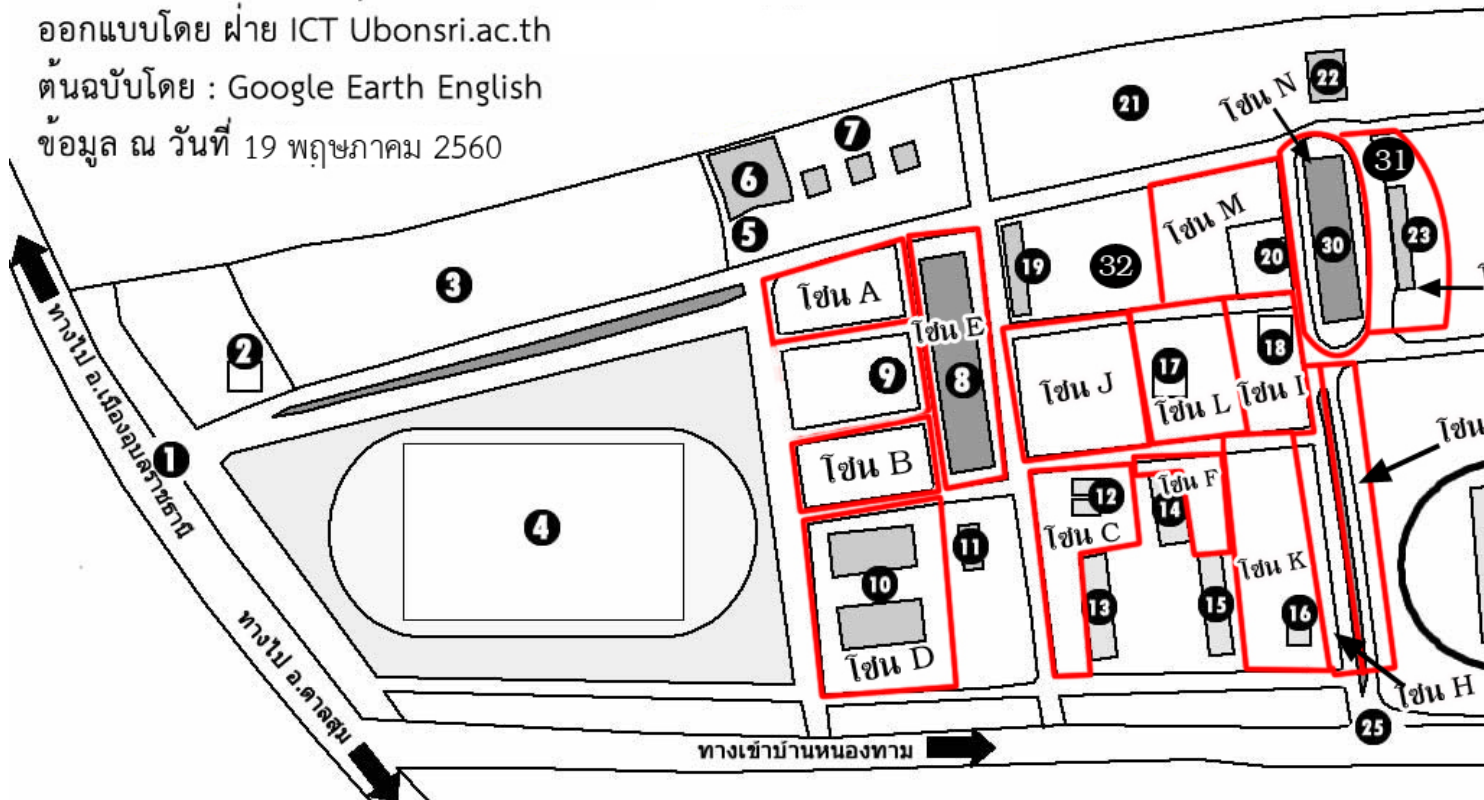 ออกแบบโดย ฝ่าย ICT Ubonsri.ac.th
ต้นฉบับโดย : Google Earth English
ข้อมูล ณ วันที่ 19 พฤษภาคม 2560
22
21
โซน N
7
31
6
โซน M
5
23
30
20
19
32
3
โซน A
โซน E
2
18
17
9
8
โซน J
โซน I
โซน L
ทางไป อ.เมืองอุบลราชธานี
1
โซน
โซน B
โซน F
12
14
4
โซน C
11
โซน K
10
13
15
16
โซน D
โซน H
ทางไป อ.ตาลสุม
25
ทางเข้าบ้านหนองทาม